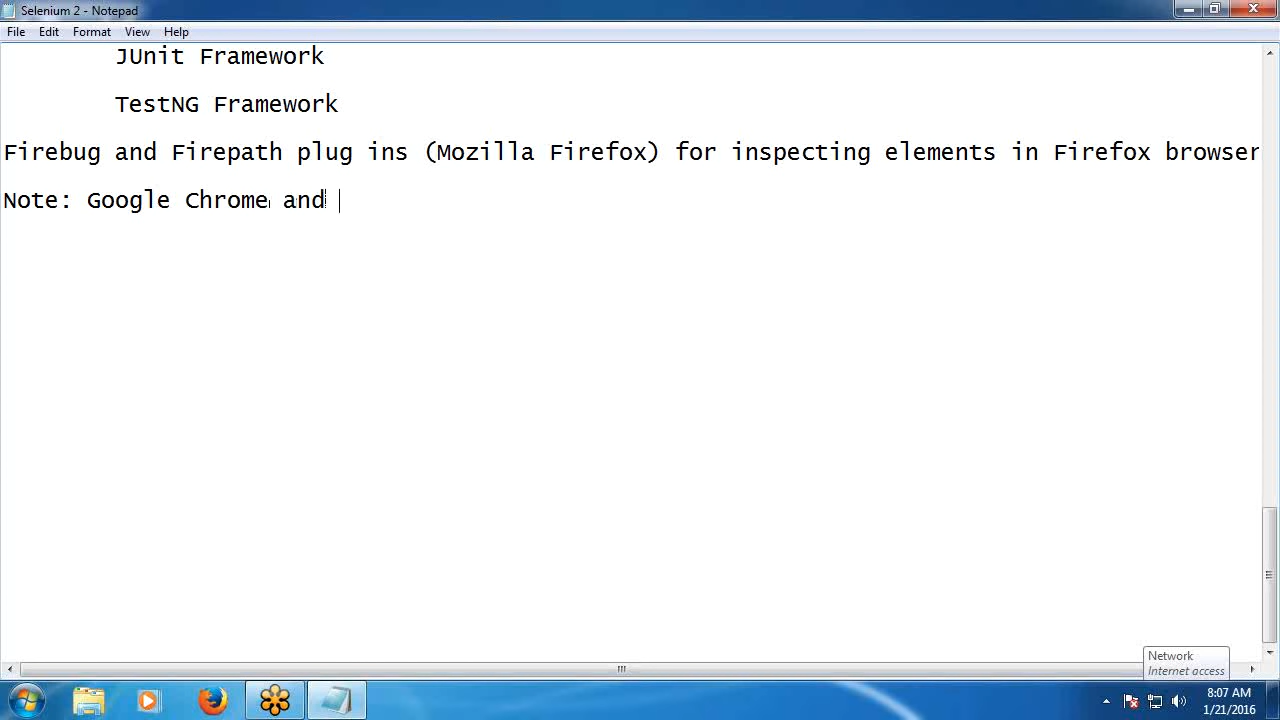 Selenium 2 - Notepad
File Edit Format View Help
JUnit Framework
TestNG Framework
Firebug and Firepath plug ins (Mozilla Firefox) for inspecting elements in Firefox browser
Note: Google Chrome and
Network
Internet access
8:07 AM
1/21/2016